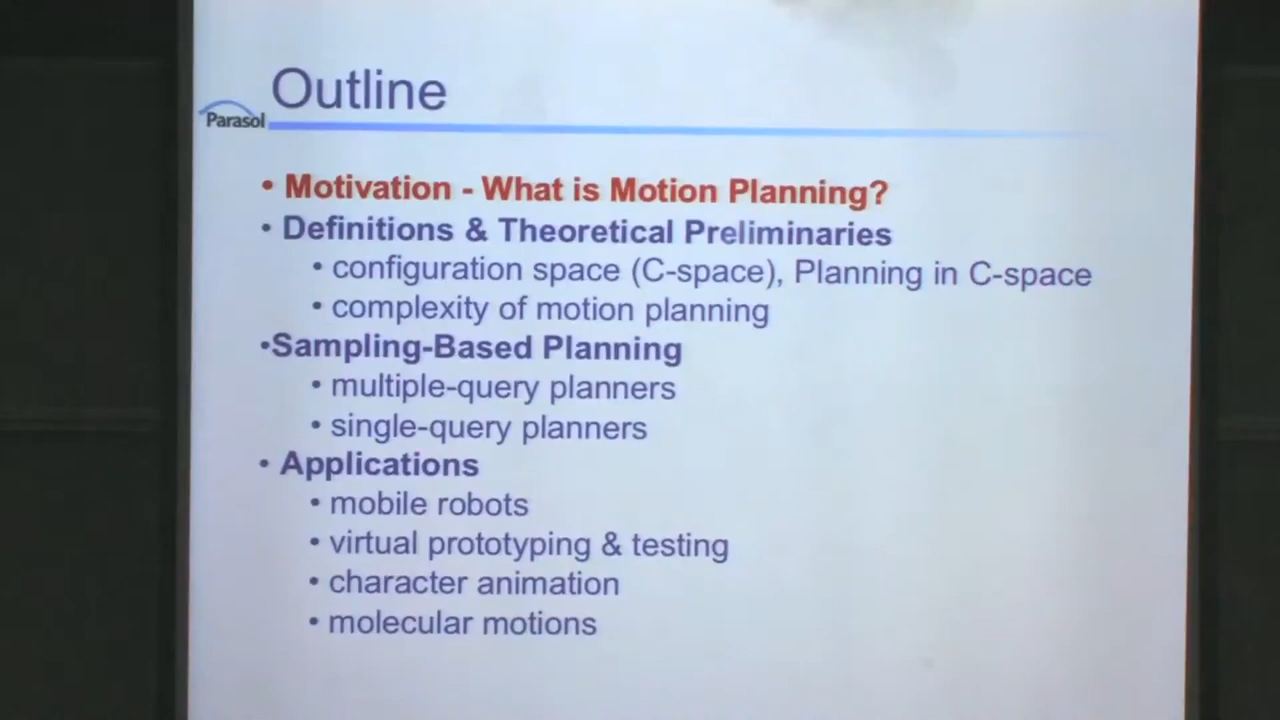 Outline
Parasol
• Motivation - What is Motion Planning?
• Definitions & Theoretical Preliminaries
• configuration space (C-space), Planning in C-space
• complexity of motion planning
•Sampling-Based Planning
• multiple-query planners
• single-query planners
• Applications
• mobile robots
• virtual prototyping & testing
• character animation
• molecular motions